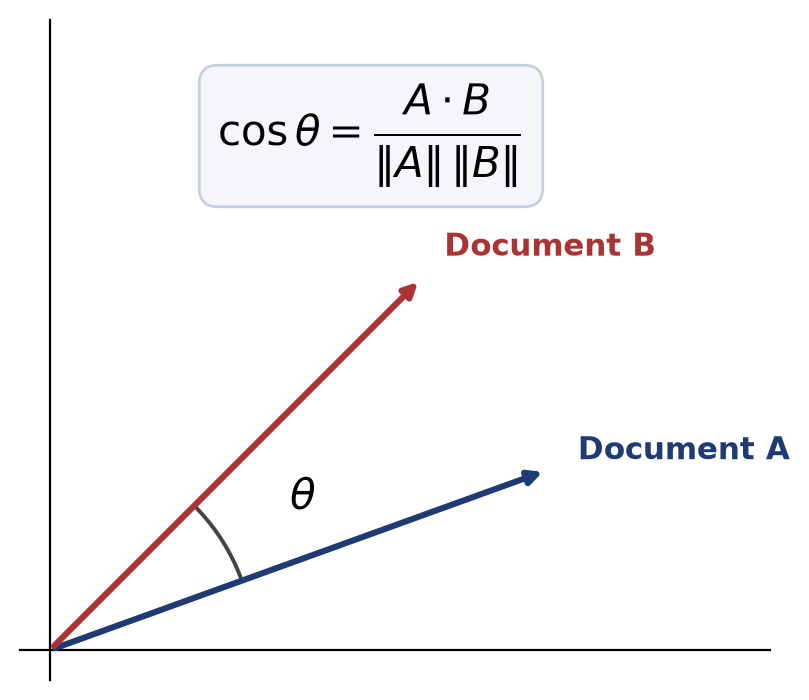 cos θ = A · B / ‖A‖ ‖B‖
Document B
Document A
θ